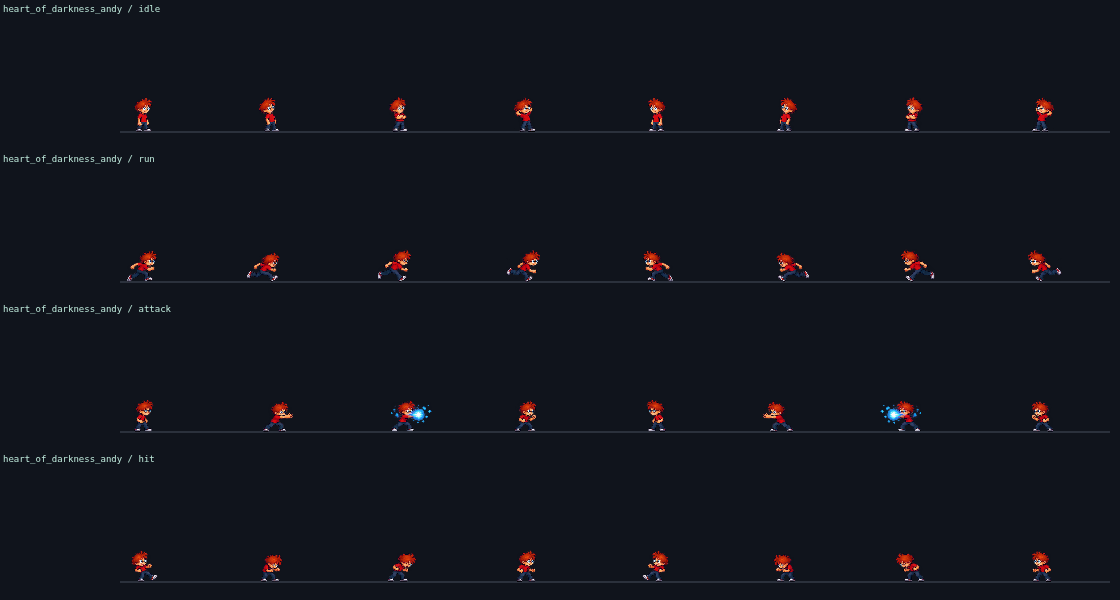 heart_of_darkness_andy / idle
heart_of_darkness_andy / run
heart_of_darkness_andy / attack
heart_of_darkness_andy / hit